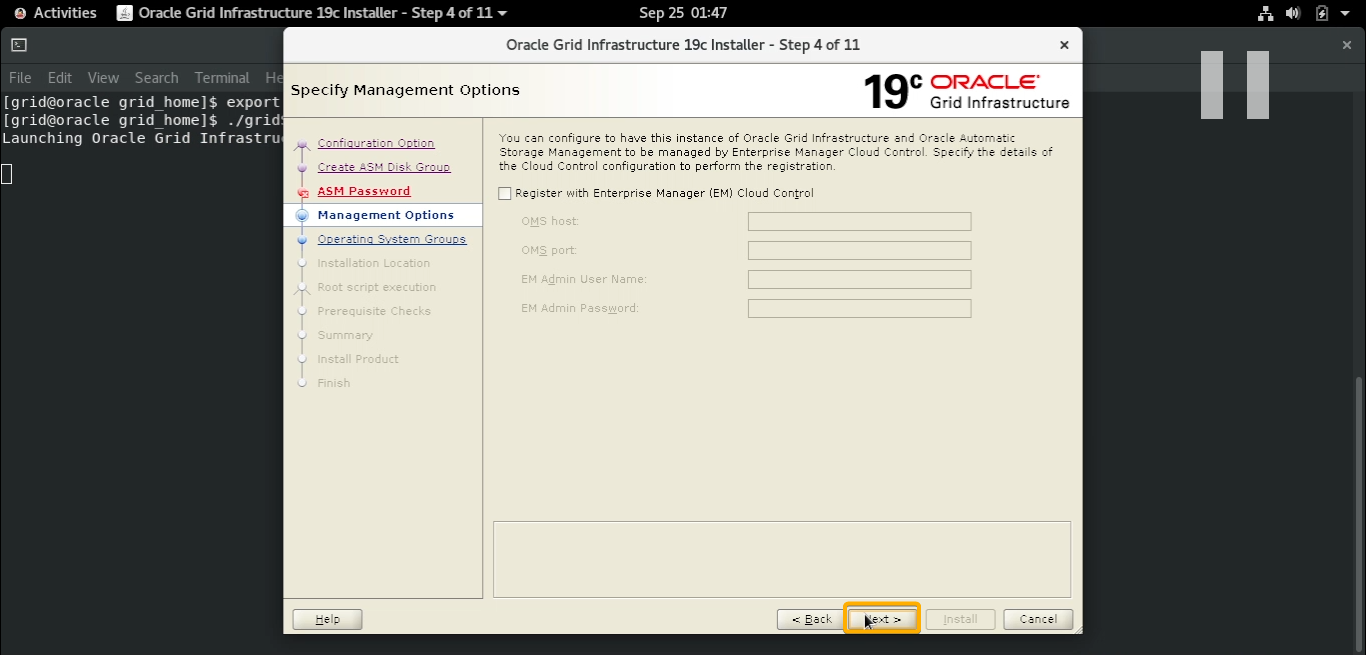 Activities Oracle Grid Infrastructure 19c Installer - Step 4 of 11 Sep 25 01:47
Oracle Grid Infrastructure 19c Installer - Step 4 of 11
File Edit View Search Terminal He
[grid@oracle grid_home]$ export
[grid@oracle grid_home]$ ./grid
Launching Oracle Grid Infrastru
Specify Management Options
19c ORACLE
Grid Infrastructure
Configuration Option
Create ASM Disk Group
ASM Password
Management Options
Operating System Groups
Installation Location
Root script execution
Prerequisite Checks
Summary
Install Product
Finish
You can configure to have this instance of Oracle Grid Infrastructure and Oracle Automatic
Storage Management to be managed by Enterprise Manager Cloud Control. Specify the details of
the Cloud Control configuration to perform the registration.
Register with Enterprise Manager (EM) Cloud Control
OMS host:
OMS port:
EM Admin User Name:
EM Admin Password:
Help < Back Next > Install Cancel